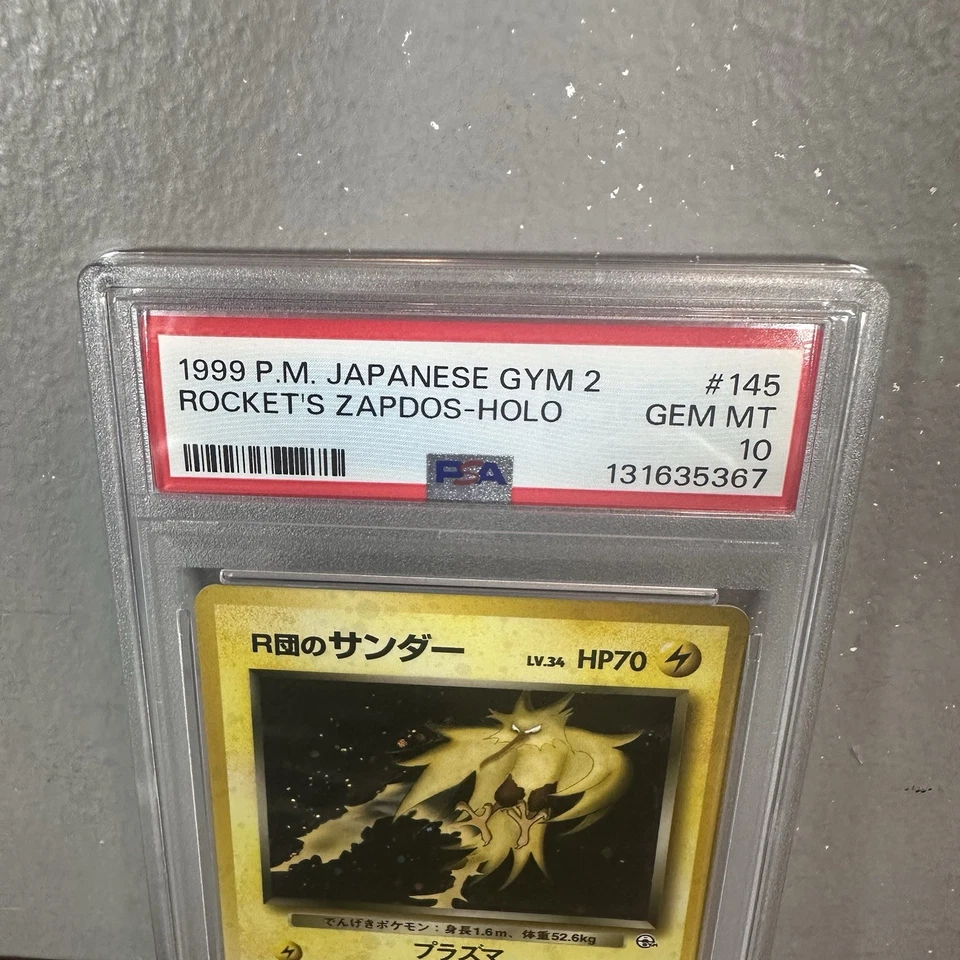 1999 P.M. JAPANESE GYM 2 #145
ROCKET'S ZAPDOS-HOLO GEM MT
10
PSA 131635367
R団のサンダー LV.34 HP70
でんげきポケモン：身長1.6m、体重52.6kg
プラズマ